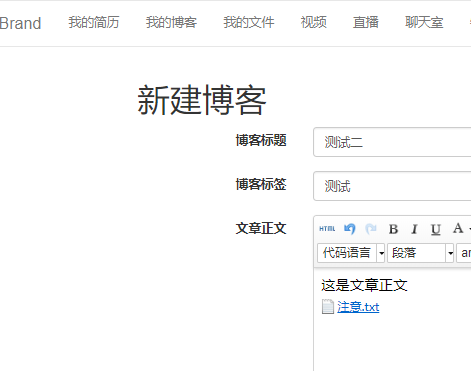 Brand 我的简历 我的博客 我的文件 视频 直播 聊天室
新建博客
博客标题 测试二
博客标签 测试
文章正文
HTML B I U A
代码语言 段落 ar
这是文章正文
注意.txt